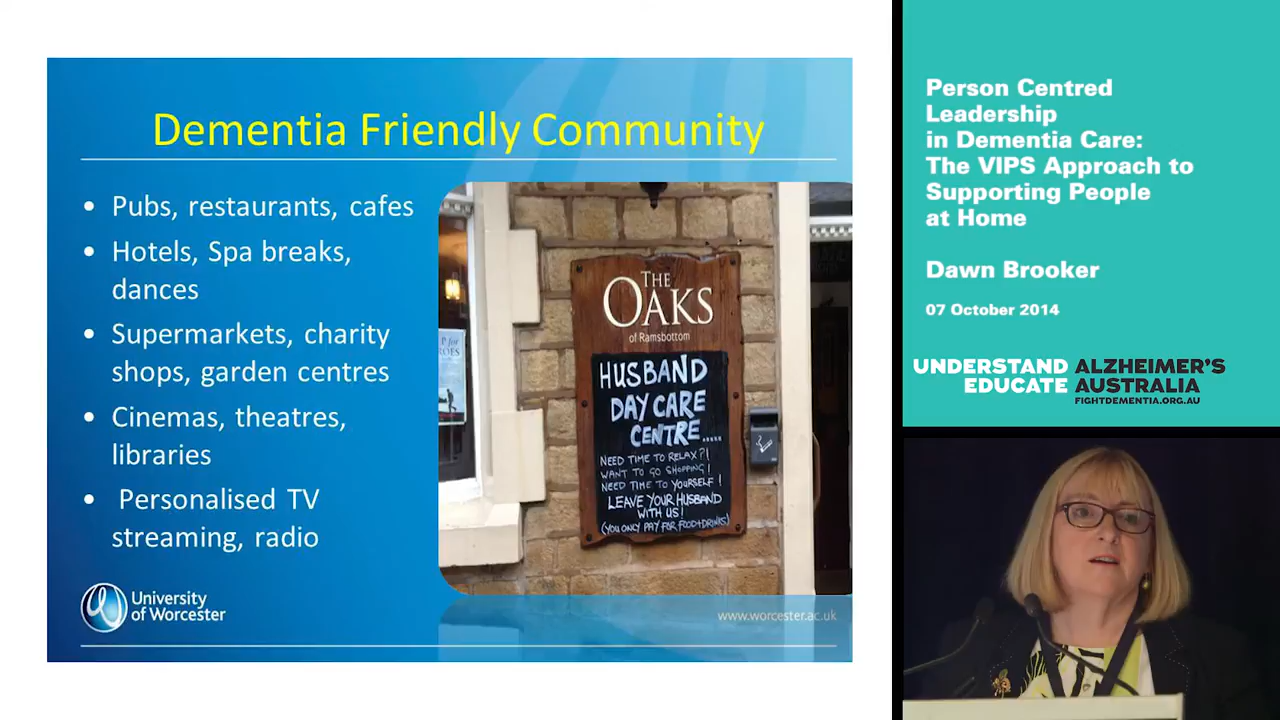 Dementia Friendly Community
• Pubs, restaurants, cafes
• Hotels, Spa breaks,
dances
• Supermarkets, charity
shops, garden centres
• Cinemas, theatres,
libraries
• Personalised TV
streaming, radio
THE
OAKS
of Ramsbottom
HUSBAND
DAY CARE
CENTRE.....
NEED TIME TO RELAX?!
WANT TO GO SHOPPING!
NEED TIME TO YOURSELF!
LEAVE YOUR HUSBAND
WITH US!
(YOU ONLY PAY FOR FOOD+DRINKS)
University
of Worcester
www.worcester.ac.uk
Person Centred
Leadership
in Dementia Care:
The VIPS Approach to
Supporting People
at Home
Dawn Brooker
07 October 2014
UNDERSTAND ALZHEIMER'S
EDUCATE AUSTRALIA
FIGHTDEMENTIA.ORG.AU